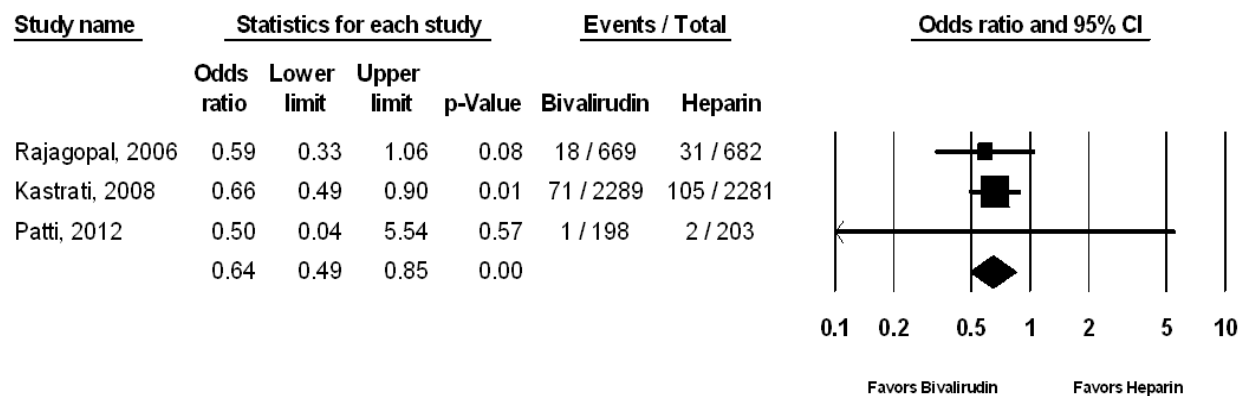 Study name Statistics for each study Events / Total Odds ratio and 95% CI
Odds ratio Lower limit Upper limit p-Value Bivalirudin Heparin
Rajagopal, 2006 0.59 0.33 1.06 0.08 18 / 669 31 / 682
Kastrati, 2008 0.66 0.49 0.90 0.01 71 / 2289 105 / 2281
Patti, 2012 0.50 0.04 5.54 0.57 1 / 198 2 / 203
0.64 0.49 0.85 0.00
0.1 0.2 0.5 1 2 5 10
Favors Bivalirudin Favors Heparin